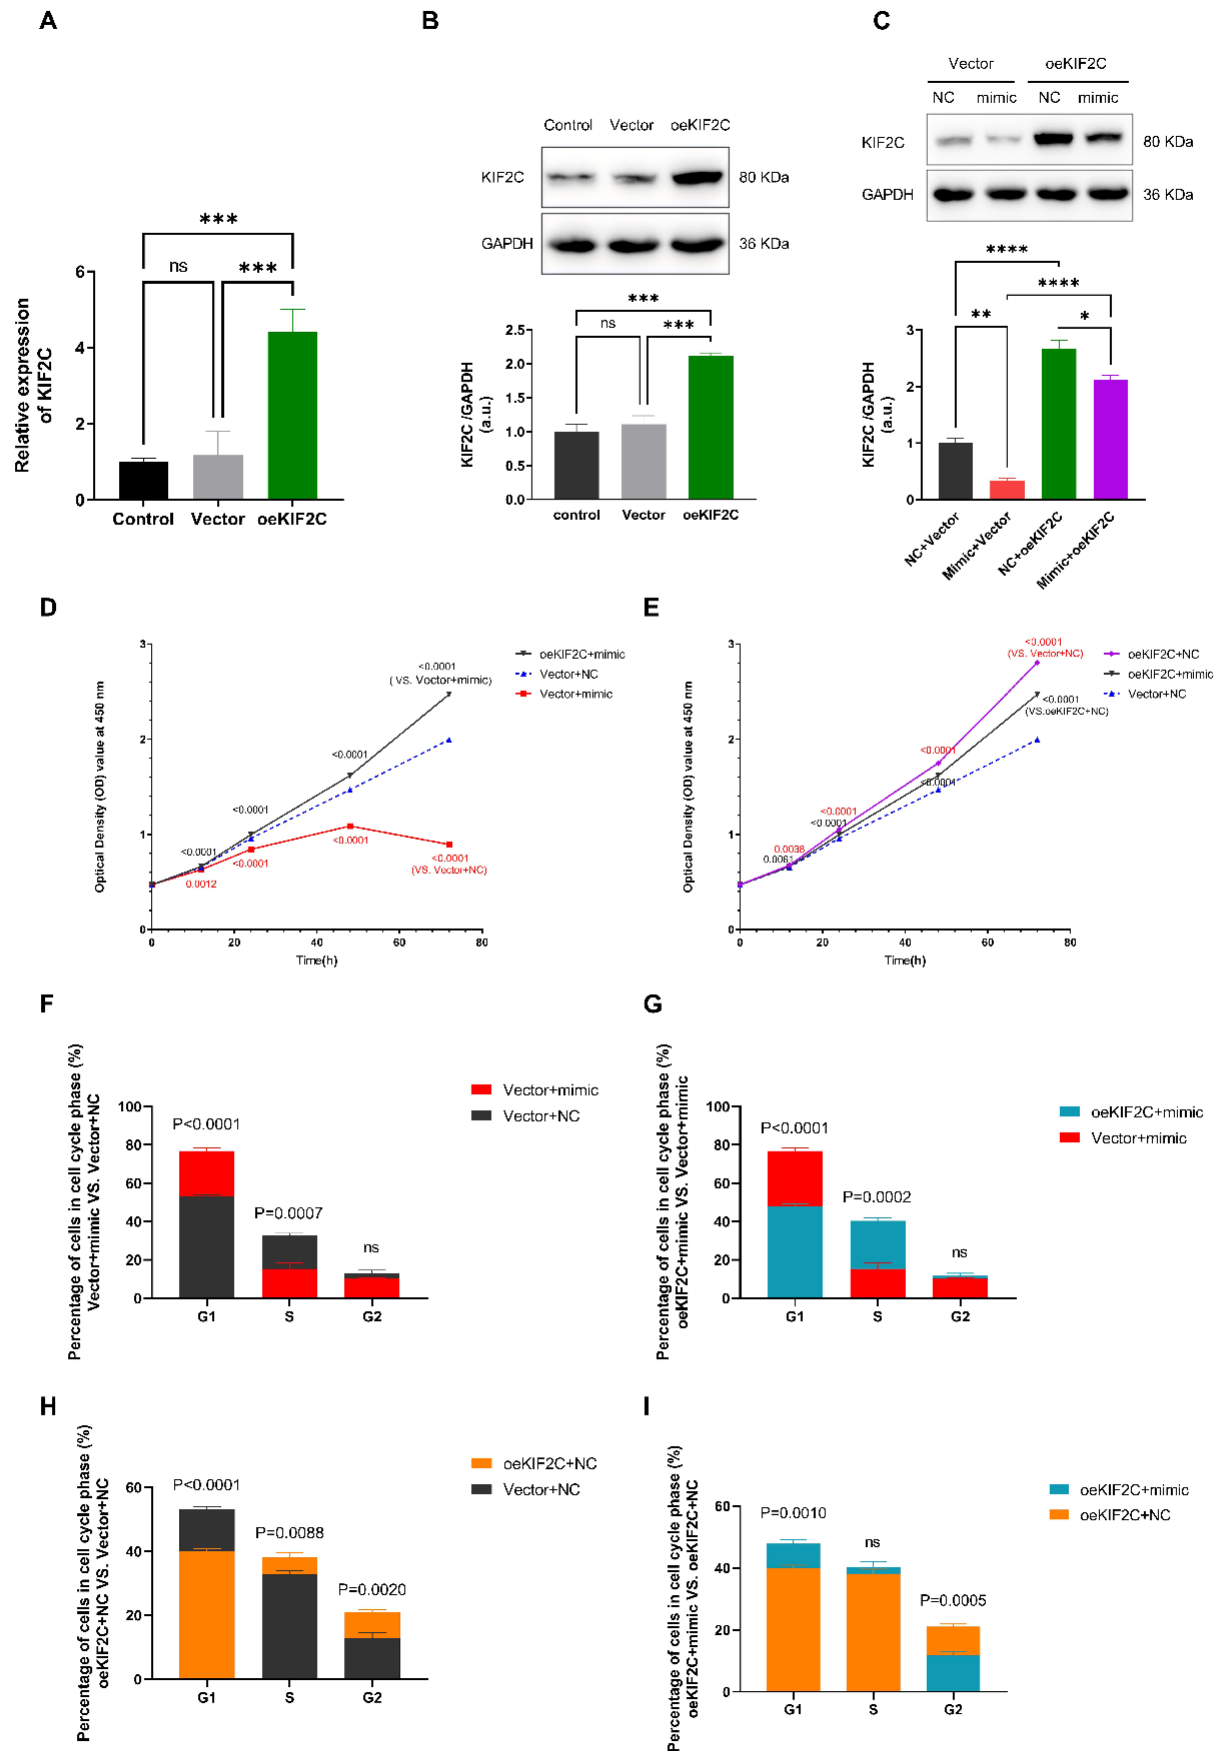 A
Relative expression
of KIF2C
6
4
2
0
***
ns
***
Control Vector oeKIF2C
B
Control Vector oeKIF2C
KIF2C 80 KDa
GAPDH 36 KDa
KIF2C /GAPDH
(a.u.)
2.5
2.0
1.5
1.0
0.5
0.0
***
ns
***
control Vector oeKIF2C
C
Vector oeKIF2C
NC mimic NC mimic
KIF2C 80 KDa
GAPDH 36 KDa
KIF2C /GAPDH
(a.u.)
3
2
1
0
****
****
**
*
NC+Vector
Mimic+Vector
NC+oeKIF2C
Mimic+oeKIF2C
D
Optical Density (OD) value at 450 nm
3
2
1
0
0 20 40 60 80
Time(h)
oeKIF2C+mimic
Vector+NC
Vector+mimic
<0.0001
( VS. Voctor+mimic)
<0.0001
<0.0001
<0.0001
0.0012
<0.0001
<0.0001
<0.0001
(VS. Vector+NC)
E
Optical Density (OD) value at 450 nm
3
2
1
0
0 20 40 60 80
Time(h)
oeKIF2C+NC
oeKIF2C+mimic
Vector+NC
<0.0001
(VS. Vector+NC)
<0.0001
(VS.oeKIF2C+NC)
<0.0001
<0.0001
<0.0001
<0.0001
0.0038
0.0061
F
Percentage of cells in cell cycle phase (%)
Vector+mimic VS. Vector+NC
100
80
60
40
20
0
P<0.0001
P=0.0007
ns
G1 S G2
Vector+mimic
Vector+NC
G
Percentage of cells in cell cycle phase (%)
oeKIF2C+mimic VS. Vector+mimic
100
80
60
40
20
0
P<0.0001
P=0.0002
ns
G1 S G2
oeKIF2C+mimic
Vector+mimic
H
Percentage of cells in cell cycle phase (%)
oeKIF2C+NC VS. Vector+NC
60
40
20
0
P<0.0001
P=0.0088
P=0.0020
G1 S G2
oeKIF2C+NC
Vector+NC
I
Percentage of cells in cell cycle phase (%)
oeKIF2C+mimic VS. oeKIF2C+NC
60
40
20
0
P=0.0010
ns
P=0.0005
G1 S G2
oeKIF2C+mimic
oeKIF2C+NC